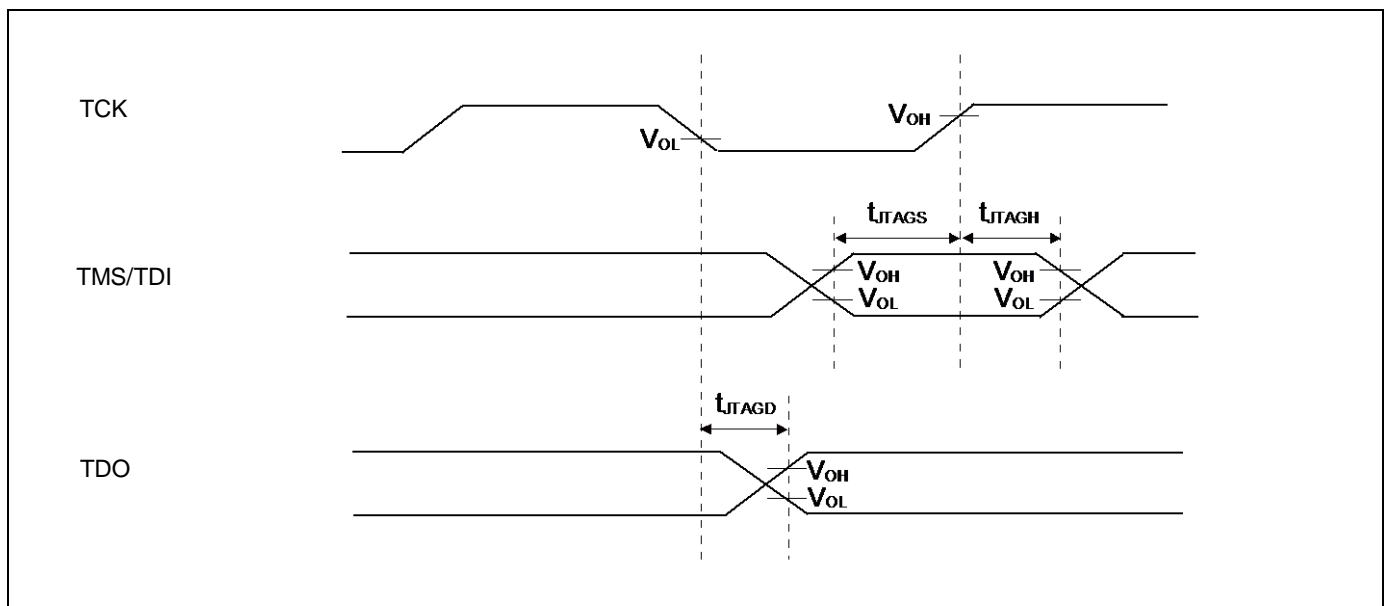 TCK
VOL
VOH
tJTAGS
tJTAGH
TMS/TDI
VOH
VOL
VOH
VOL
tJTAGD
TDO
VOH
VOL